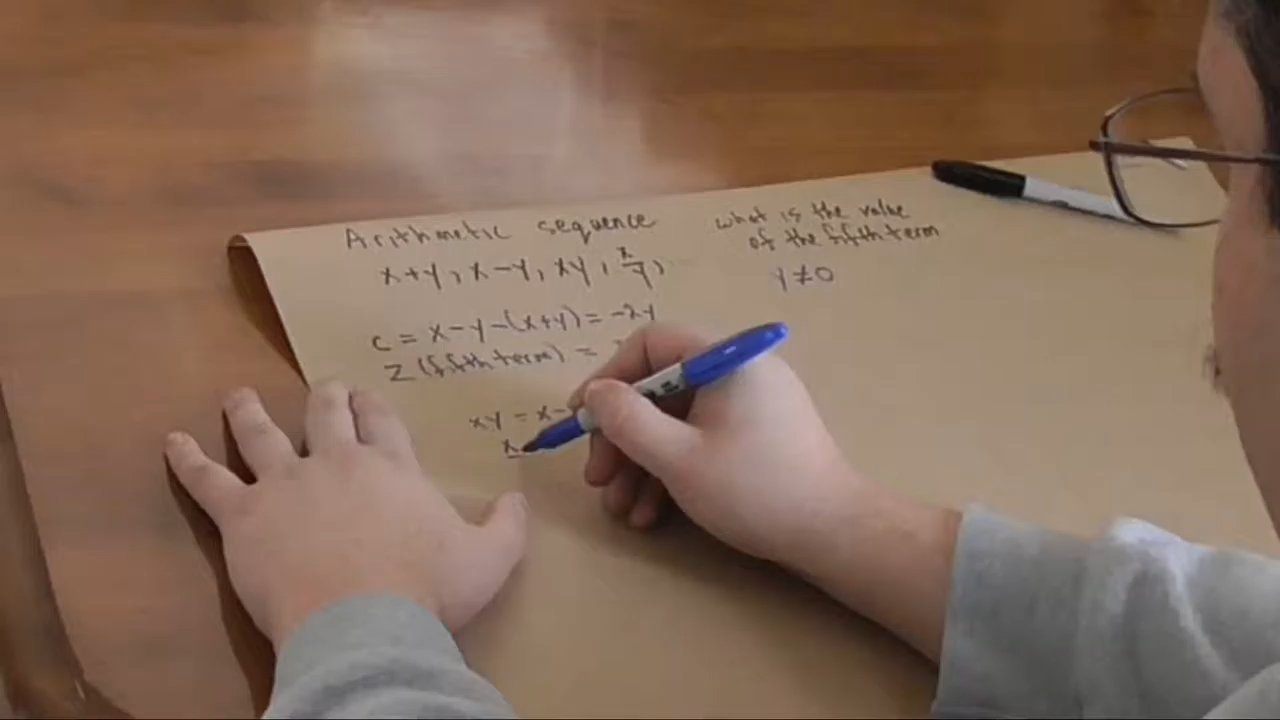 Arithmetic sequence
x+y, x-y, xy, x/y,
c = x-y-(x+y) = -2y
Z (fifth term) =
xy = x-
x
what is the value
of the fifth term
y≠0